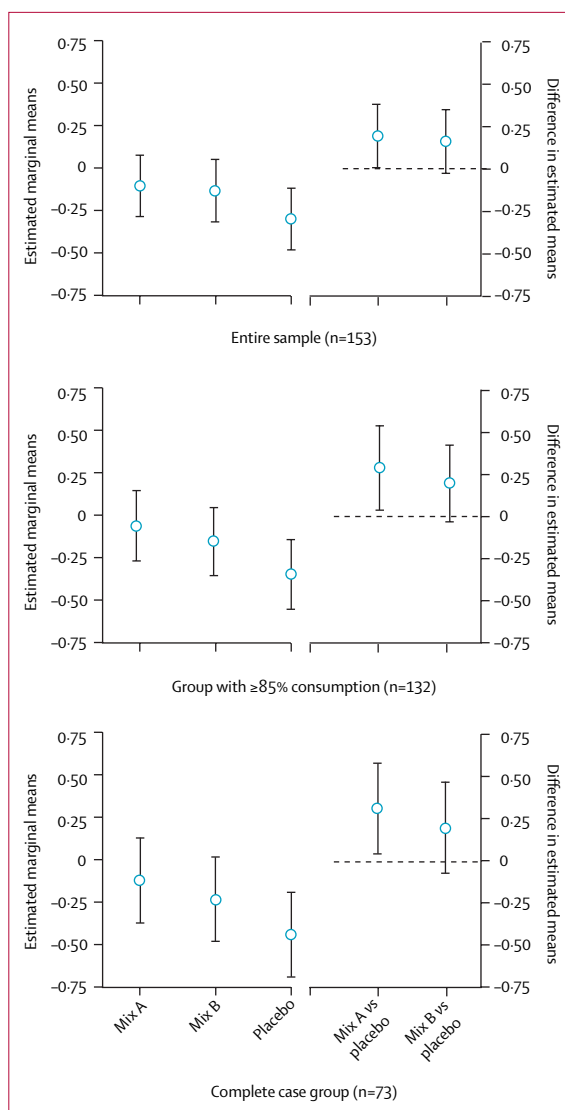 0·75
0·50
0·25
0
−0·25
−0·50
−0·75
Estimated marginal means
0·75
0·50
0·25
0
−0·25
−0·50
−0·75
Difference in estimated means
Entire sample (n=153)
0·75
0·50
0·25
0
−0·25
−0·50
−0·75
Estimated marginal means
0·75
0·50
0·25
0
−0·25
−0·50
−0·75
Difference in estimated means
Group with ≥85% consumption (n=132)
0·75
0·50
0·25
0
−0·25
−0·50
−0·75
Estimated marginal means
0·75
0·50
0·25
0
−0·25
−0·50
−0·75
Difference in estimated means
Mix A
Mix B
Placebo
Mix A vs
placebo
Mix B vs
placebo
Complete case group (n=73)